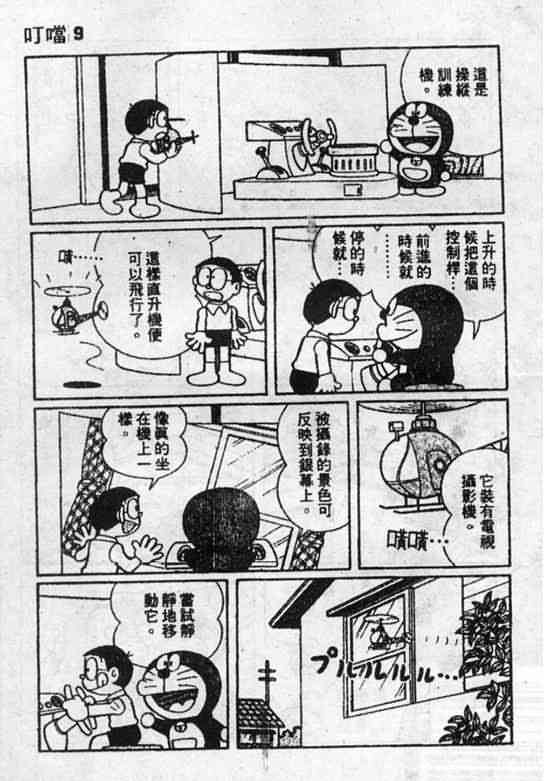 叮噹 9
這是
操縱
訓練
機。
上升的時
候把這個
控制桿…
……
前進的
時候就
…
停的時
候就…
這樣直升機便
可以飛行了。
嘖……
它裝有電視
攝影機。
嘖嘖…
被攝錄的景色可
反映到銀幕上。
像眞的坐
在機上一
樣。
プルルルル…
嘗試靜
靜地移
動它。